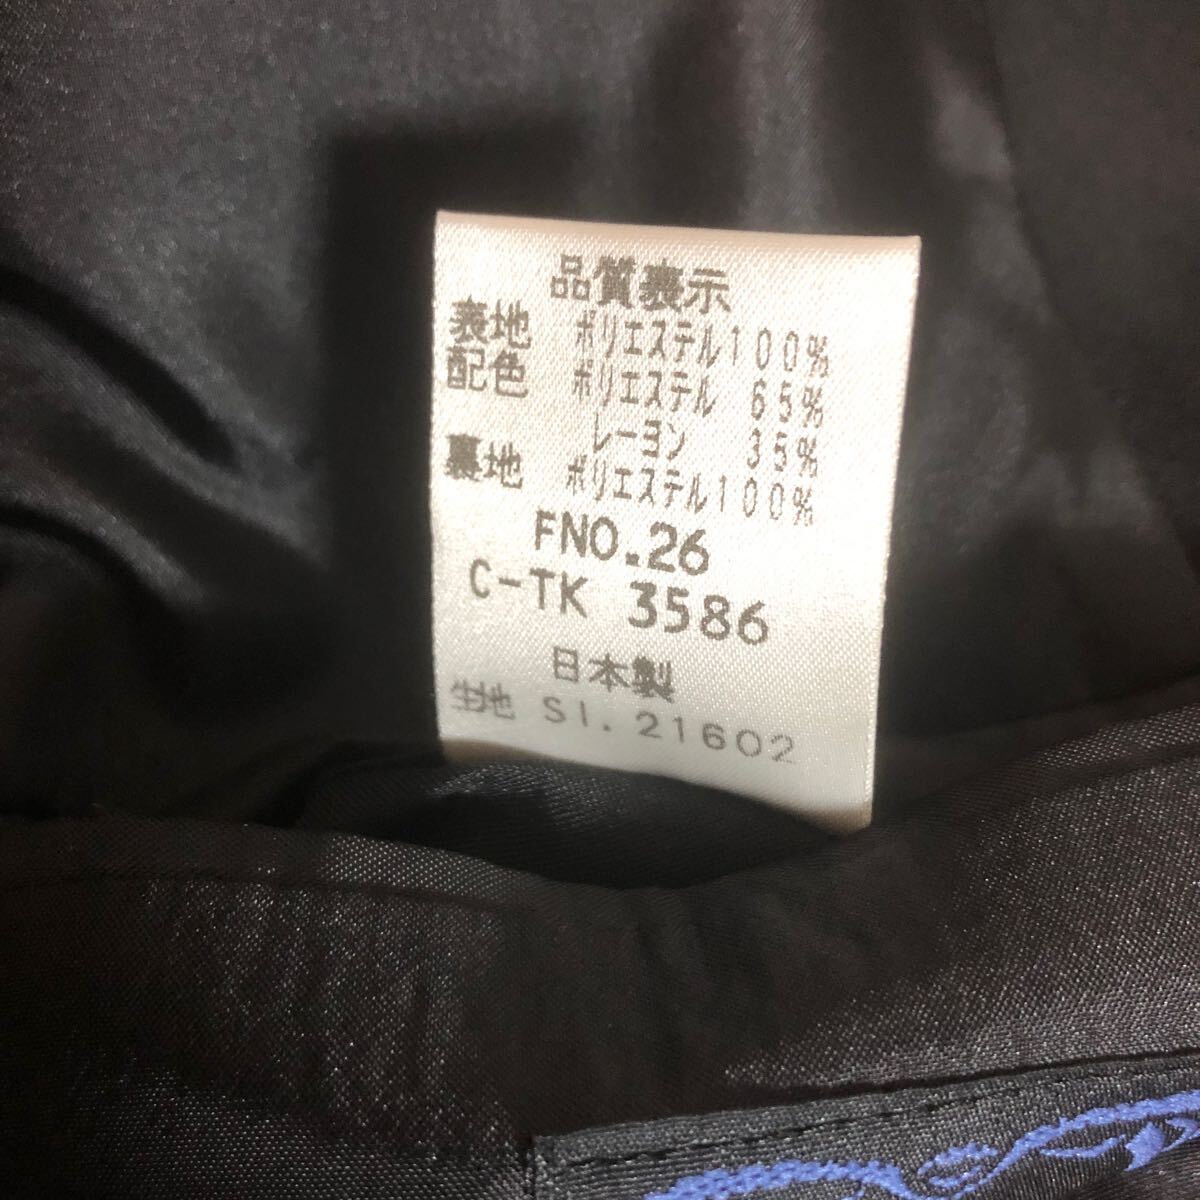 品質表示
表地 ポリエステル100%
配色 ポリエステル 65%
レーヨン 35%
裏地 ポリエステル100%
FNO.26
C-TK 3586
日本製
生地 SI.21602